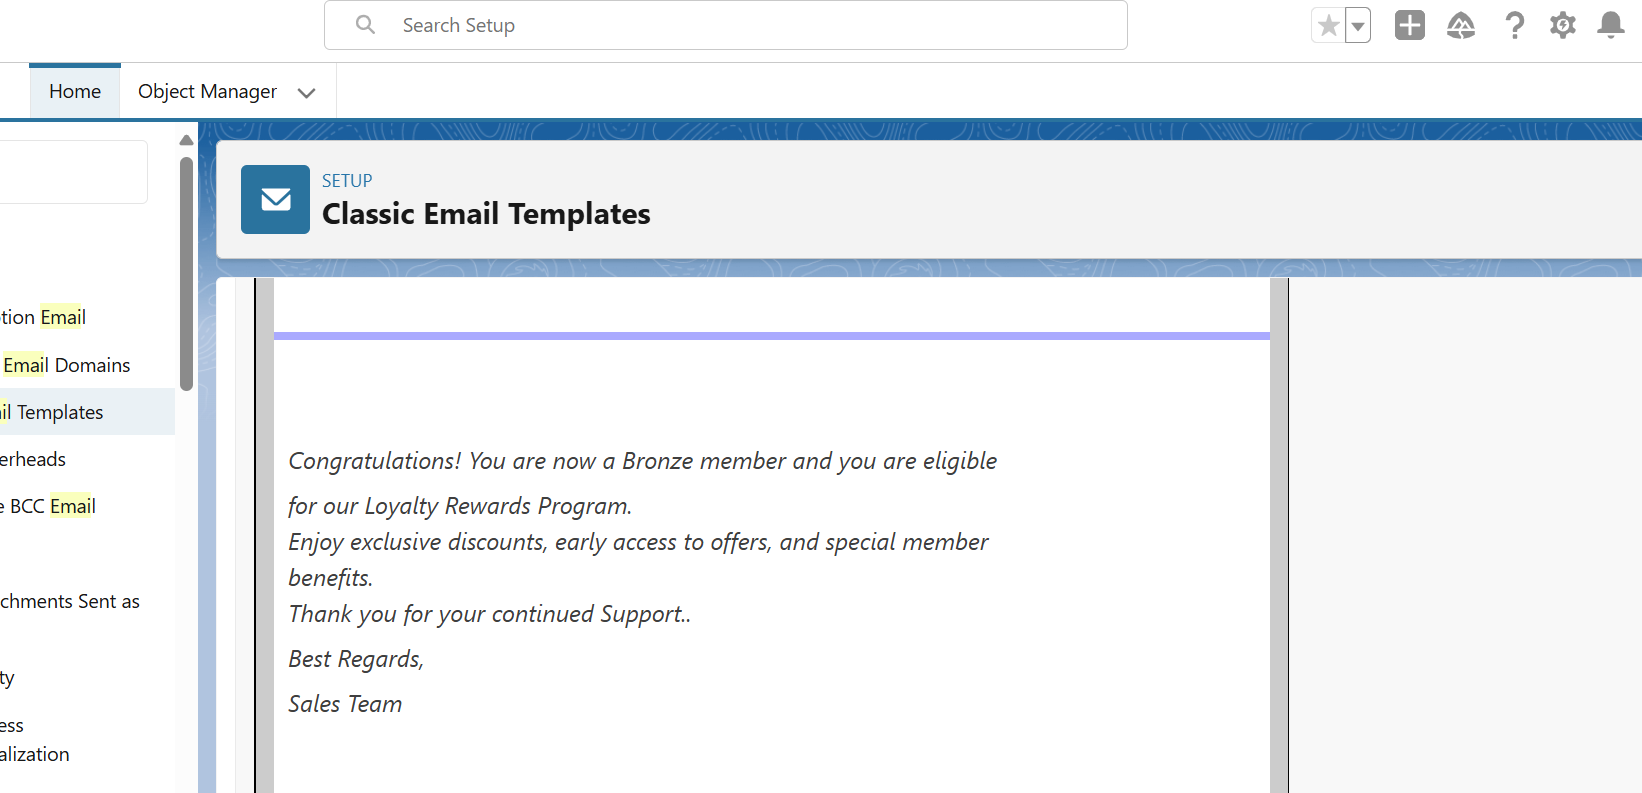 Search Setup
Home
Object Manager
SETUP
Classic Email Templates
tion Email
Email Domains
il Templates
erheads
e BCC Email
chments Sent as
ty
ess
alization
Congratulations! You are now a Bronze member and you are eligible
for our Loyalty Rewards Program.
Enjoy exclusive discounts, early access to offers, and special member
benefits.
Thank you for your continued Support..
Best Regards,
Sales Team